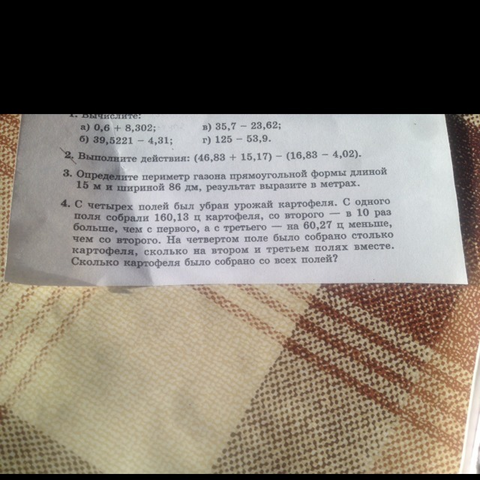 1. Вычислите:
а) 0,6 + 8,302; в) 35,7 − 23,62;
б) 39,5221 − 4,31; г) 125 − 53,9.
2. Выполните действия: (46,83 + 15,17) − (16,83 − 4,02).
3. Определите периметр газона прямоугольной формы длиной
15 м и шириной 86 дм, результат выразите в метрах.
4. С четырех полей был убран урожай картофеля. С одного
поля собрали 160,13 ц картофеля, со второго — в 10 раз
больше, чем с первого, а с третьего — на 60,27 ц меньше,
чем со второго. На четвертом поле было собрано столько
картофеля, сколько на втором и третьем полях вместе.
Сколько картофеля было собрано со всех полей?